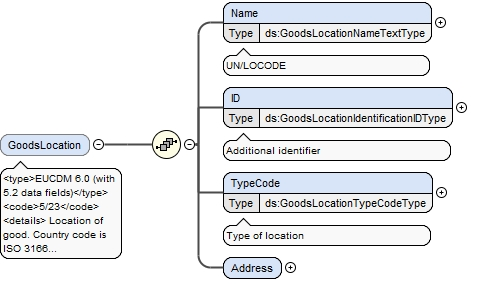 Name
Type ds:GoodsLocationNameTextType
UN/LOCODE
ID
Type ds:GoodsLocationIdentificationIDType
Additional identifier
GoodsLocation
<type>EUCDM 6.0 (with
5.2 data fields)</type>
<code>5/23</code>
<details> Location of
good. Country code is
ISO 3166...
TypeCode
Type ds:GoodsLocationTypeCodeType
Type of location
Address